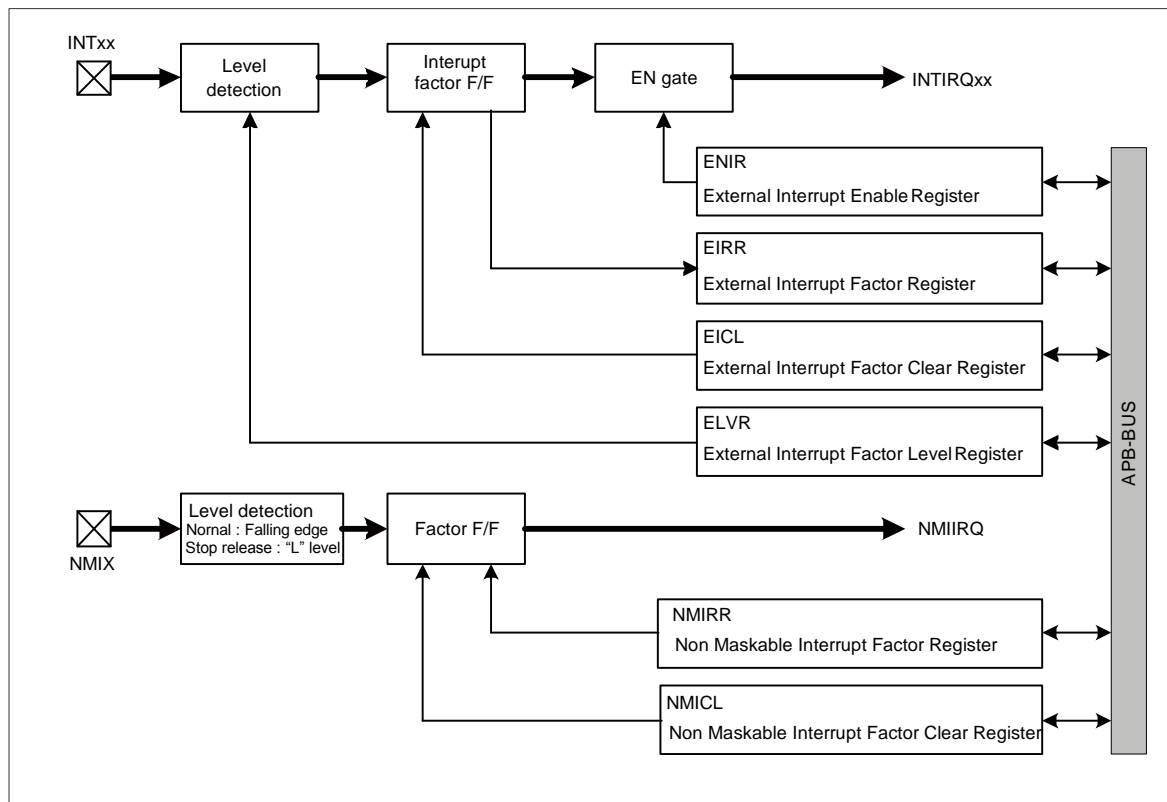 INTxx
Level
detection
Interupt
factor F/F
EN gate
INTIRQxx
ENIR
External Interrupt Enable Register
EIRR
External Interrupt Factor Register
EICL
External Interrupt Factor Clear Register
ELVR
External Interrupt Factor Level Register
APB-BUS
NMIX
Level detection
Nornal : Falling edge
Stop release : “L” level
Factor F/F
NMIIRQ
NMIRR
Non Maskable Interrupt Factor Register
NMICL
Non Maskable Interrupt Factor Clear Register